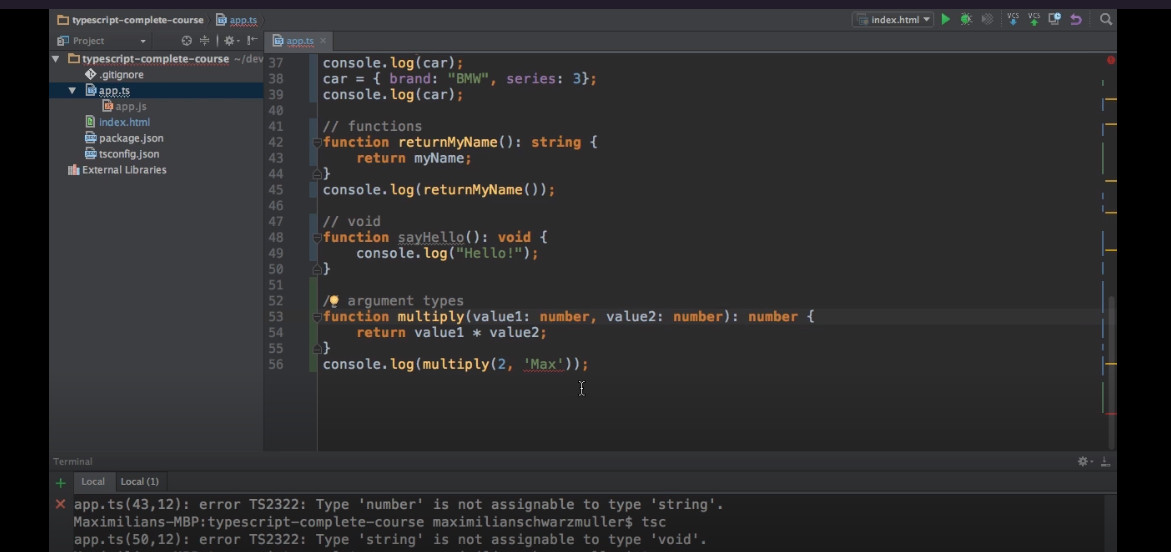 typescript-complete-course app.ts index.html VCS VCS
Project app.ts
typescript-complete-course ~/dev
.gitignore
app.ts
app.js
index.html
package.json
tsconfig.json
External Libraries
37 console.log(car);
38 car = { brand: "BMW", series: 3};
39 console.log(car);
40
41 // functions
42 function returnMyName(): string {
43 return myName;
44 }
45 console.log(returnMyName());
46
47 // void
48 function sayHello(): void {
49 console.log("Hello!");
50 }
51
52 / argument types
53 function multiply(value1: number, value2: number): number {
54 return value1 * value2;
55 }
56 console.log(multiply(2, 'Max'));
Terminal
Local Local (1)
app.ts(43,12): error TS2322: Type 'number' is not assignable to type 'string'.
Maximilians-MBP:typescript-complete-course maximilianschwarzmuller$ tsc
app.ts(50,12): error TS2322: Type 'string' is not assignable to type 'void'.